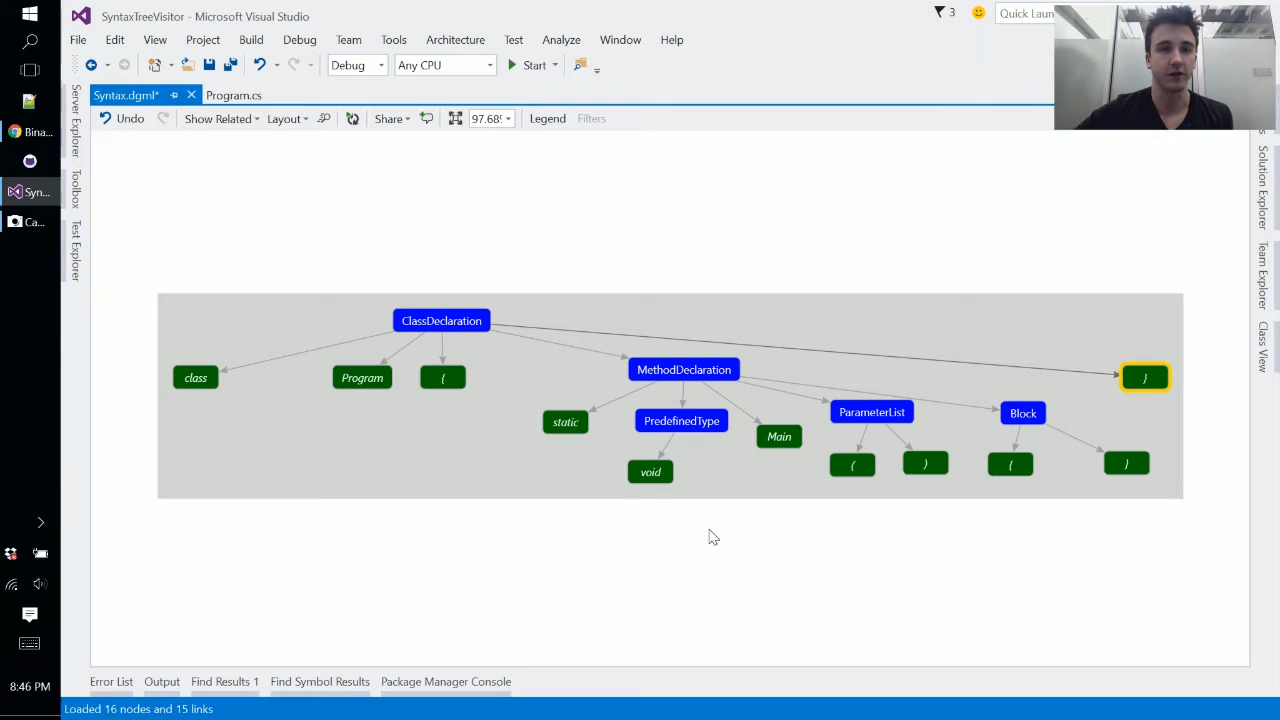 SyntaxTreeVisitor - Microsoft Visual Studio
3
Quick Laun
File Edit View Project Build Debug Team Tools Architecture Test Analyze Window Help
Debug Any CPU Start
Syntax.dgml* Program.cs
Undo Show Related Layout Share 97.68% Legend Filters
Server Explorer
Toolbox
Test Explorer
Solution Explorer
Team Explorer
Class View
Bina...
Syn...
Ca...
ClassDeclaration
class Program { MethodDeclaration }
static PredefinedType Main ParameterList Block
void ( ) { }
Error List Output Find Results 1 Find Symbol Results Package Manager Console
8:46 PM
Loaded 16 nodes and 15 links